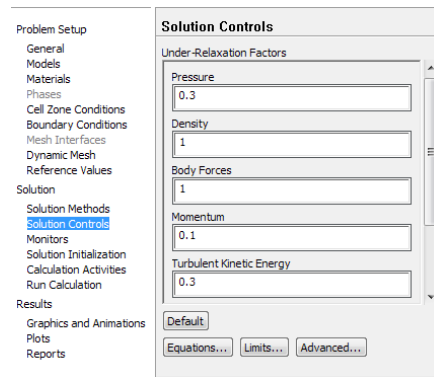 Problem Setup
General
Models
Materials
Phases
Cell Zone Conditions
Boundary Conditions
Mesh Interfaces
Dynamic Mesh
Reference Values
Solution
Solution Methods
Solution Controls
Monitors
Solution Initialization
Calculation Activities
Run Calculation
Results
Graphics and Animations
Plots
Reports
Solution Controls
Under-Relaxation Factors
Pressure
0.3
Density
1
Body Forces
1
Momentum
0.1
Turbulent Kinetic Energy
0.3
Default
Equations... Limits... Advanced...